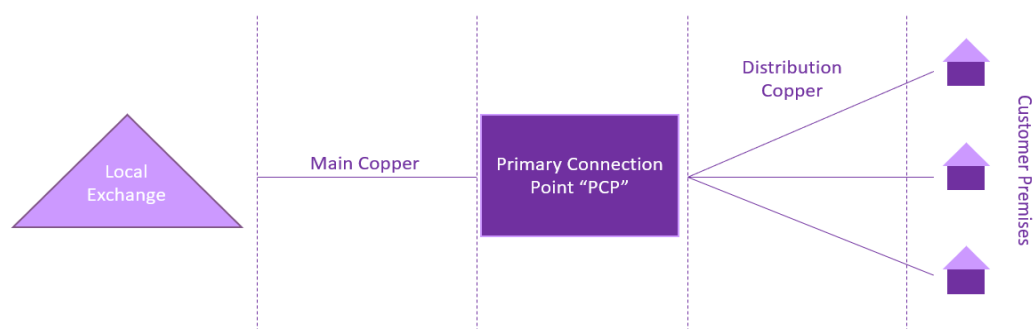 Local
Exchange
Main Copper
Primary Connection
Point “PCP”
Distribution
Copper
Customer Premises